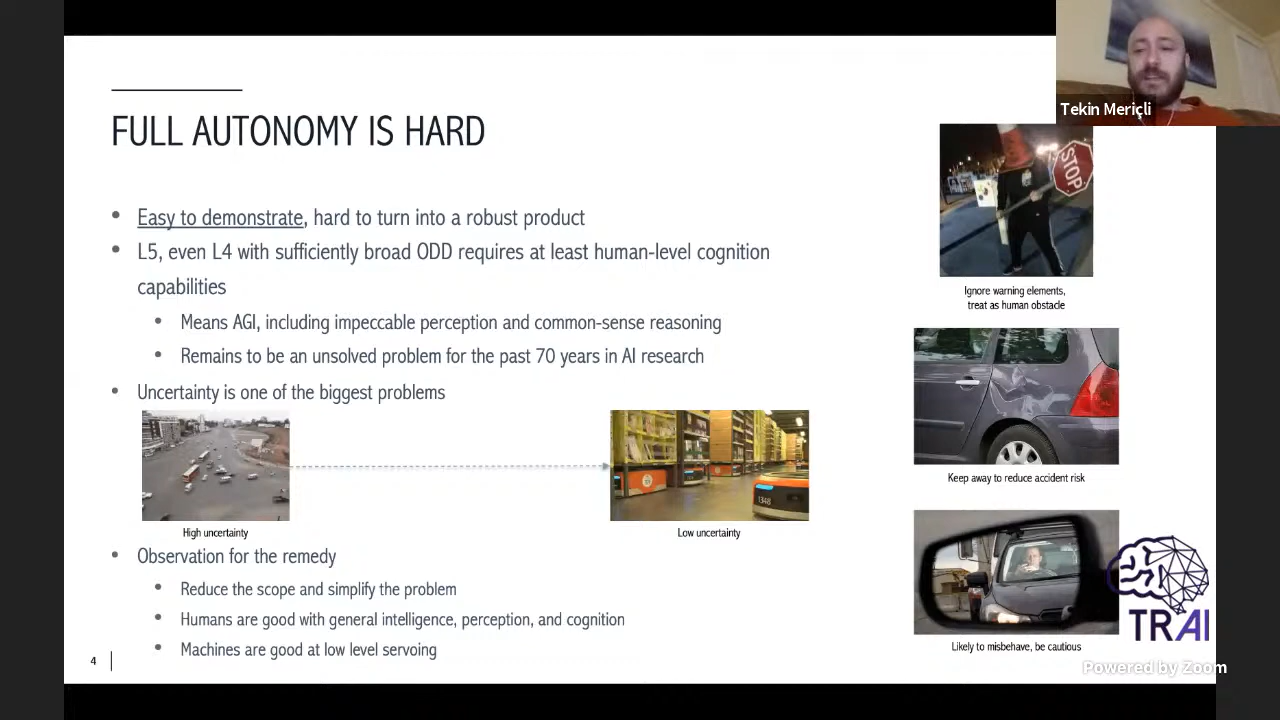 Tekin Meriçli
FULL AUTONOMY IS HARD
• Easy to demonstrate, hard to turn into a robust product
• L5, even L4 with sufficiently broad ODD requires at least human-level cognition
capabilities
• Means AGI, including impeccable perception and common-sense reasoning
• Remains to be an unsolved problem for the past 70 years in AI research
• Uncertainty is one of the biggest problems
1348
High uncertainty
Low uncertainty
• Observation for the remedy
• Reduce the scope and simplify the problem
• Humans are good with general intelligence, perception, and cognition
• Machines are good at low level servoing
4
STOP
Ignore warning elements,
treat as human obstacle
Keep away to reduce accident risk
Likely to misbehave, be cautious
TRAI
Powered by Zoom